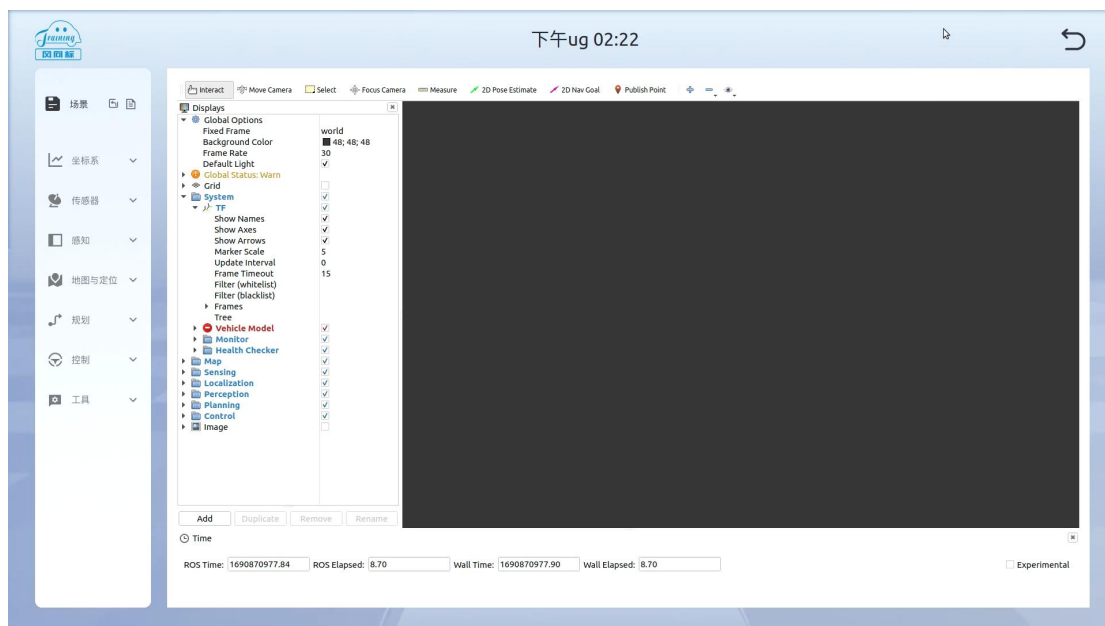 Training
风向标
下午ug 02:22
场景
坐标系
传感器
感知
地图与定位
规划
控制
工具
Interact Move Camera Select Focus Camera Measure 2D Pose Estimate 2D Nav Goal Publish Point
Displays
Global Options
Fixed Frame world
Background Color 48; 48; 48
Frame Rate 30
Default Light
Global Status: Warn
Grid
System
TF
Show Names
Show Axes
Show Arrows
Marker Scale 5
Update Interval 0
Frame Timeout 15
Filter (whitelist)
Filter (blacklist)
Frames
Tree
Vehicle Model
Monitor
Health Checker
Map
Sensing
Localization
Perception
Planning
Control
Image
Add Duplicate Remove Rename
Time
ROS Time: 1690870977.84 ROS Elapsed: 8.70 Wall Time: 1690870977.90 Wall Elapsed: 8.70 Experimental